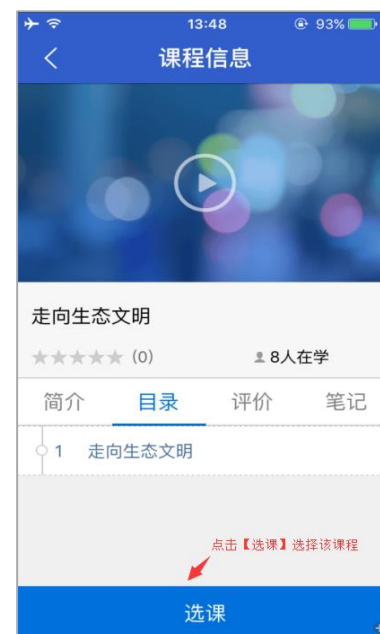 13:48 93%
课程信息
走向生态文明
(0) 8人在学
简介 目录 评价 笔记
1 走向生态文明
点击【选课】选择该课程
选课